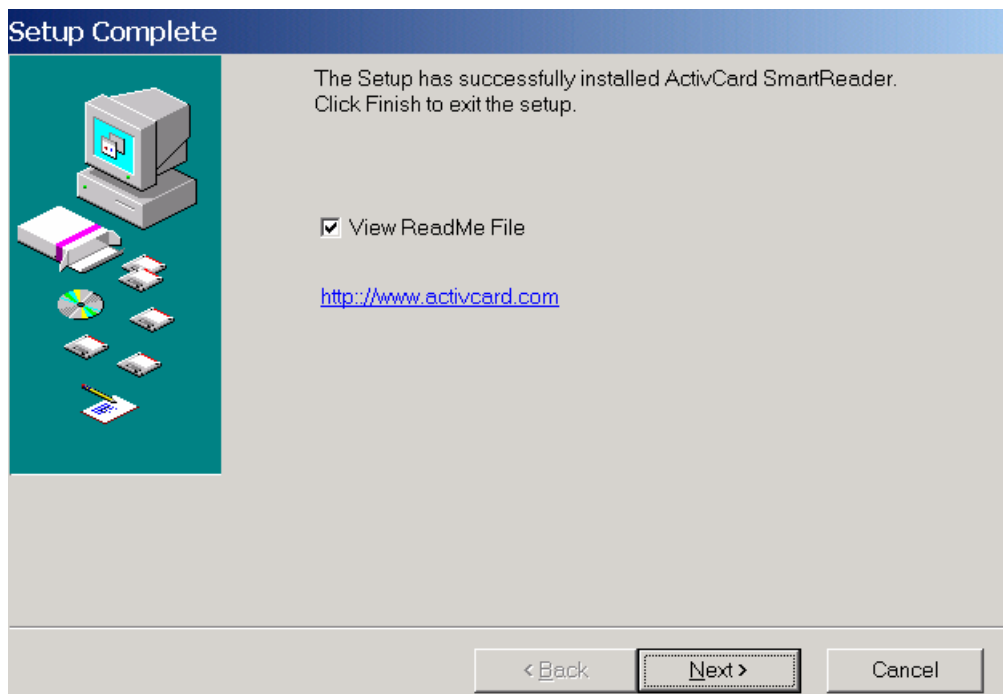 Setup Complete
The Setup has successfully installed ActivCard SmartReader.
Click Finish to exit the setup.
View ReadMe File
http:://www.activcard.com
< Back
Next >
Cancel